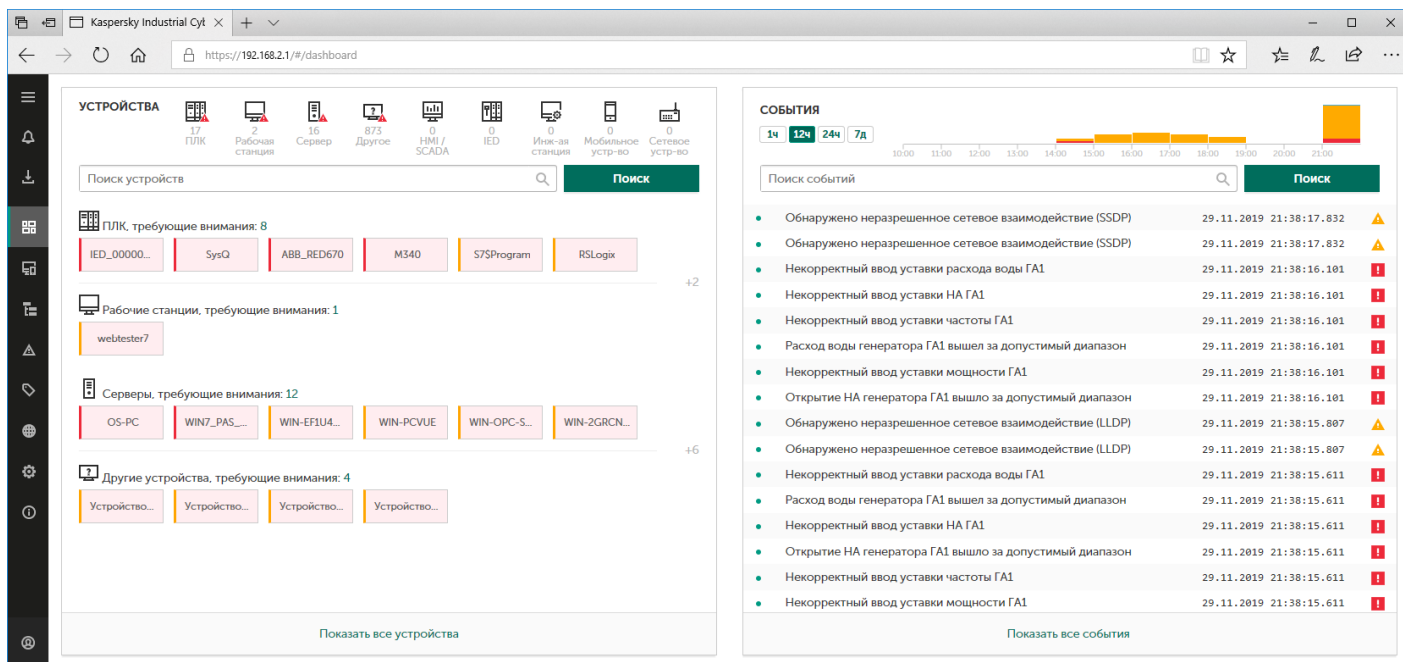 Kaspersky Industrial Cyt
https://192.168.2.1/#/dashboard
УСТРОЙСТВА
17
ПЛК
2
Рабочая
станция
16
Сервер
873
Другое
0
HMI /
SCADA
0
IED
0
Инж-ая
станция
0
Мобильное
устр-во
0
Сетевое
устр-во
Поиск устройств
Поиск
ПЛК, требующие внимания: 8
IED_00000...
SysQ
ABB_RED670
M340
S7$Program
RSLogix
+2
Рабочие станции, требующие внимания: 1
webtester7
Серверы, требующие внимания: 12
OS-PC
WIN7_PAS_...
WIN-EF1U4...
WIN-PCVUE
WIN-OPC-S...
WIN-2GRCN...
+6
Другие устройства, требующие внимания: 4
Устройство...
Устройство...
Устройство...
Устройство...
Показать все устройства
СОБЫТИЯ
1ч 12ч 24ч 7д
10:00 11:00 12:00 13:00 14:00 15:00 16:00 17:00 18:00 19:00 20:00 21:00
Поиск событий
Поиск
Обнаружено неразрешенное сетевое взаимодействие (SSDP) 29.11.2019 21:38:17.832
Обнаружено неразрешенное сетевое взаимодействие (SSDP) 29.11.2019 21:38:17.832
Некорректный ввод уставки расхода воды ГА1 29.11.2019 21:38:16.101
Некорректный ввод уставки НА ГА1 29.11.2019 21:38:16.101
Некорректный ввод уставки частоты ГА1 29.11.2019 21:38:16.101
Расход воды генератора ГА1 вышел за допустимый диапазон 29.11.2019 21:38:16.101
Некорректный ввод уставки мощности ГА1 29.11.2019 21:38:16.101
Открытие НА генератора ГА1 вышло за допустимый диапазон 29.11.2019 21:38:16.101
Обнаружено неразрешенное сетевое взаимодействие (LLDP) 29.11.2019 21:38:15.807
Обнаружено неразрешенное сетевое взаимодействие (LLDP) 29.11.2019 21:38:15.807
Некорректный ввод уставки расхода воды ГА1 29.11.2019 21:38:15.611
Расход воды генератора ГА1 вышел за допустимый диапазон 29.11.2019 21:38:15.611
Некорректный ввод уставки НА ГА1 29.11.2019 21:38:15.611
Открытие НА генератора ГА1 вышло за допустимый диапазон 29.11.2019 21:38:15.611
Некорректный ввод уставки частоты ГА1 29.11.2019 21:38:15.611
Некорректный ввод уставки мощности ГА1 29.11.2019 21:38:15.611
Показать все события